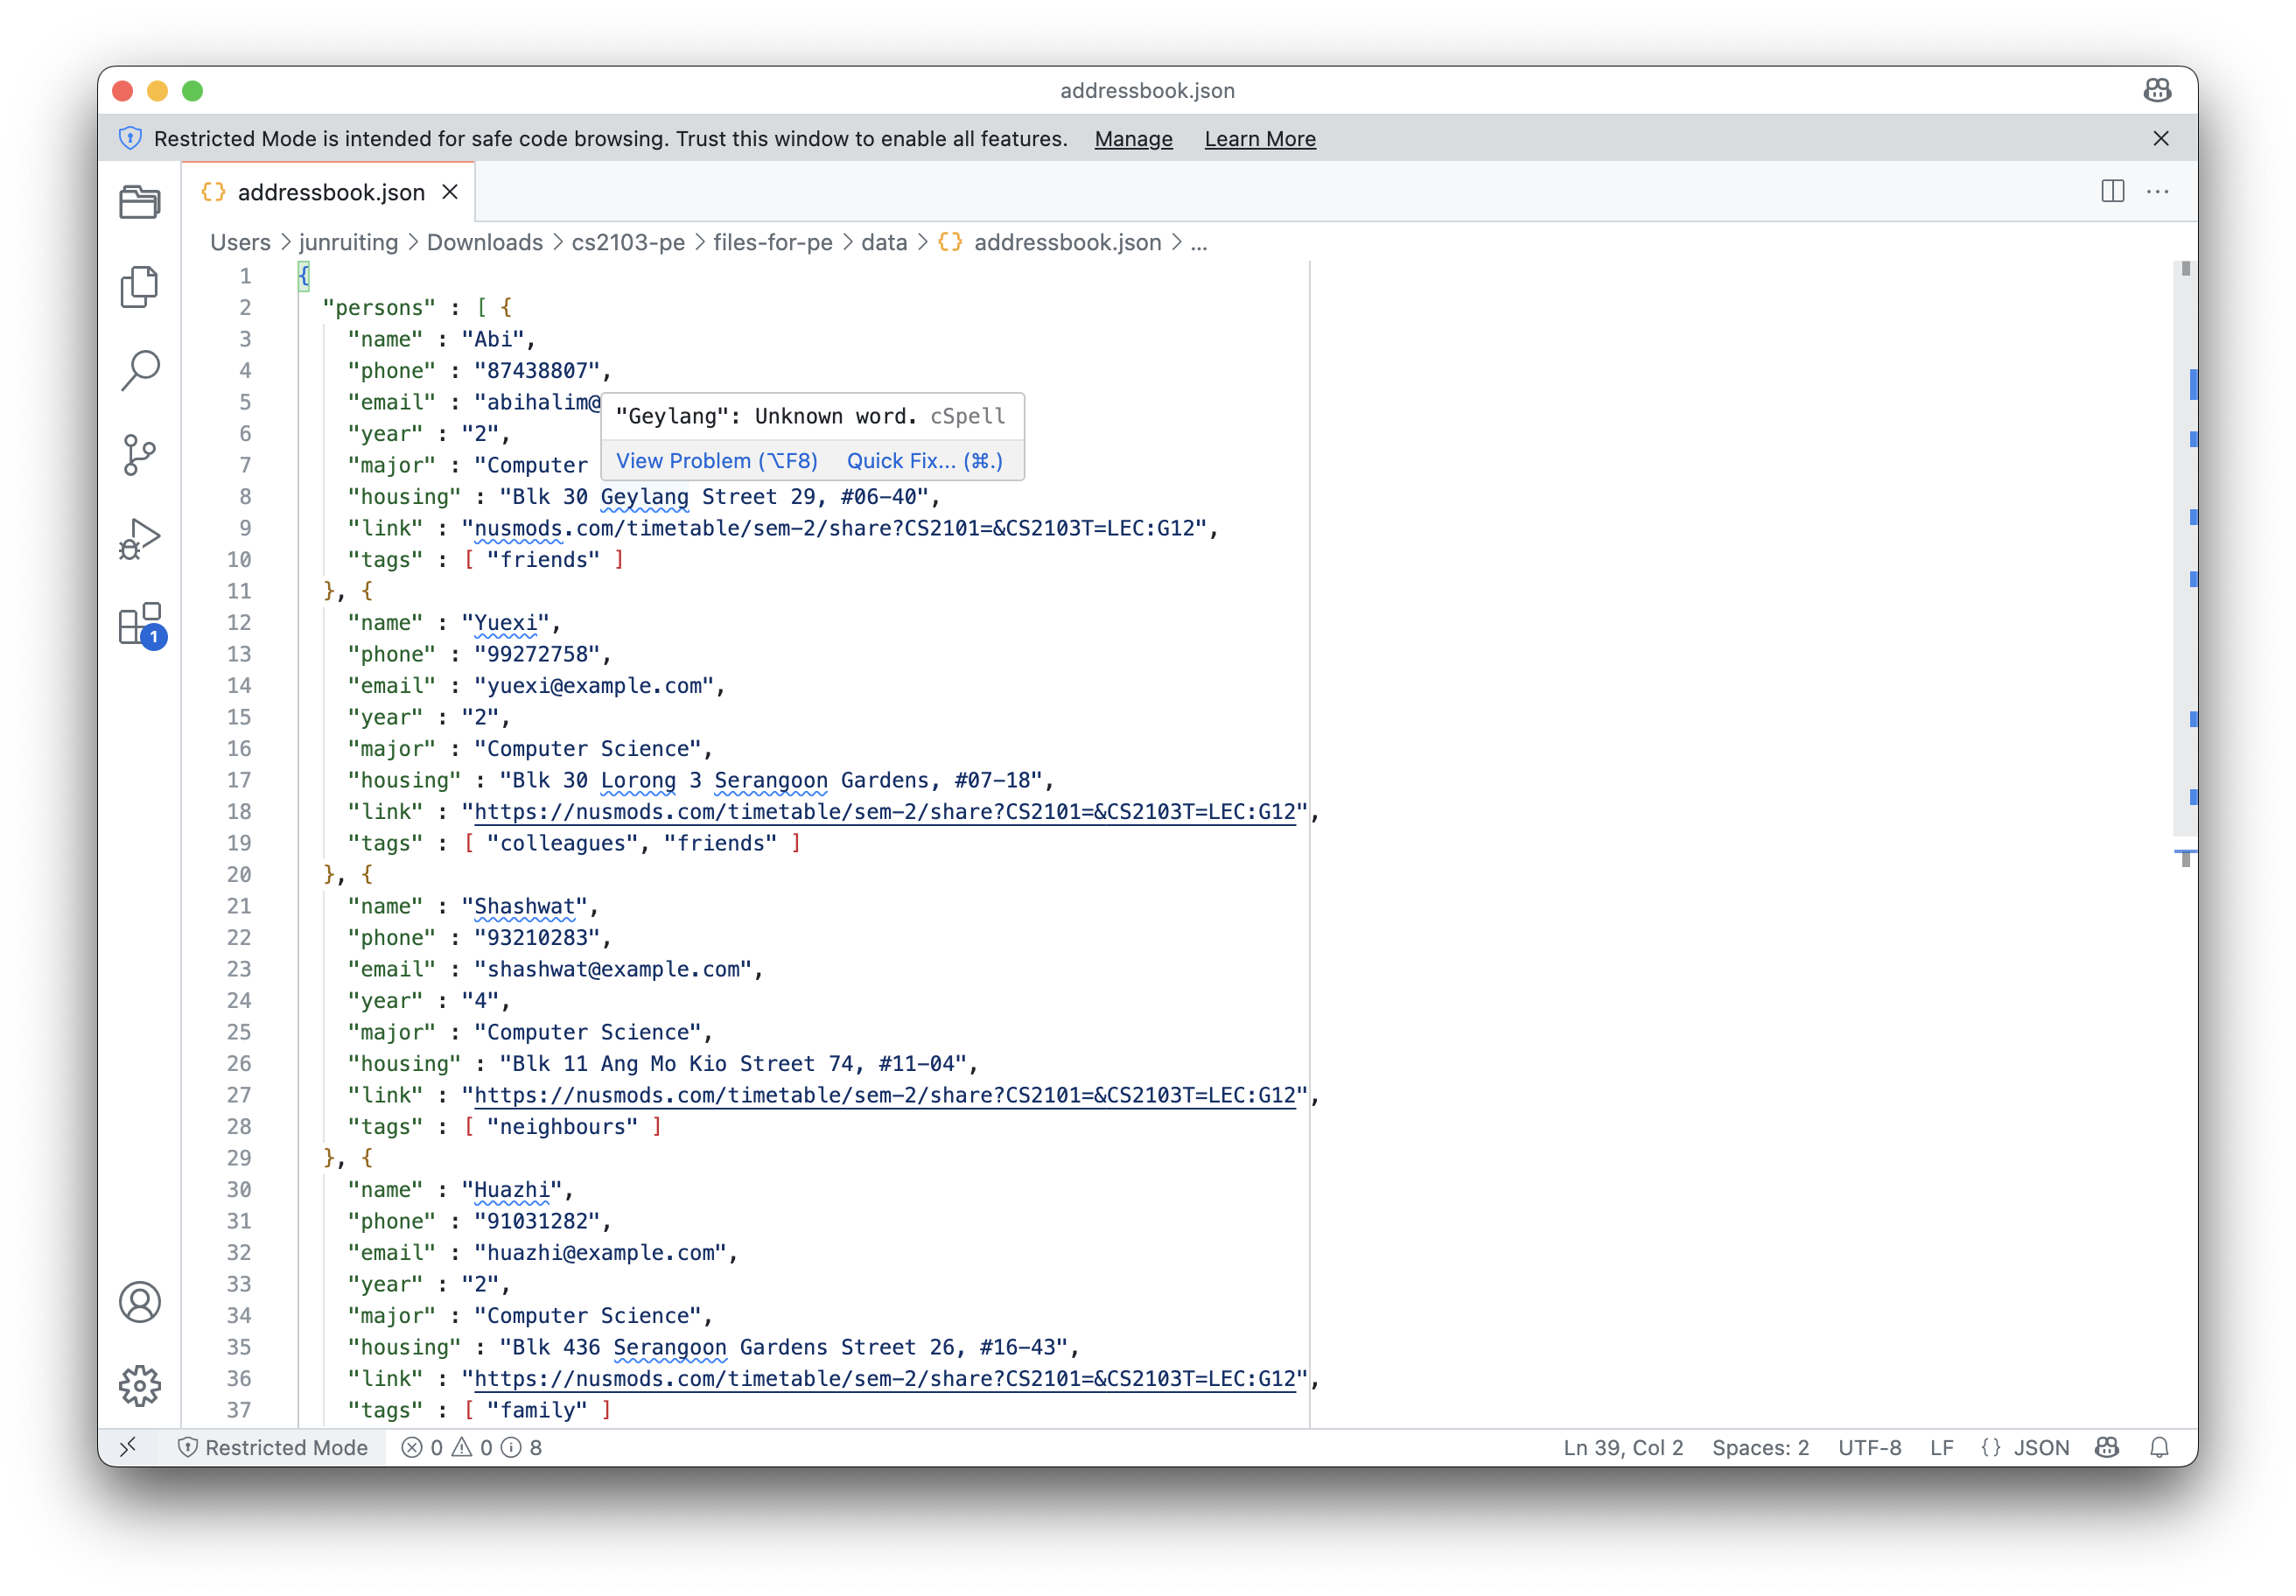 addressbook.json
Restricted Mode is intended for safe code browsing. Trust this window to enable all features. Manage Learn More
{} addressbook.json
Users > junruiting > Downloads > cs2103-pe > files-for-pe > data > {} addressbook.json > ...
1 {
2 "persons" : [ {
3 "name" : "Abi",
4 "phone" : "87438807",
5 "email" : "abihalim@
"Geylang": Unknown word. cSpell
6 "year" : "2",
7 "major" : "Computer
View Problem (⌥F8) Quick Fix... (⌘.)
8 "housing" : "Blk 30 Geylang Street 29, #06-40",
9 "link" : "nusmods.com/timetable/sem-2/share?CS2101=&CS2103T=LEC:G12",
10 "tags" : [ "friends" ]
11 }, {
12 "name" : "Yuexi",
13 "phone" : "99272758",
14 "email" : "yuexi@example.com",
15 "year" : "2",
16 "major" : "Computer Science",
17 "housing" : "Blk 30 Lorong 3 Serangoon Gardens, #07-18",
18 "link" : "https://nusmods.com/timetable/sem-2/share?CS2101=&CS2103T=LEC:G12",
19 "tags" : [ "colleagues", "friends" ]
20 }, {
21 "name" : "Shashwat",
22 "phone" : "93210283",
23 "email" : "shashwat@example.com",
24 "year" : "4",
25 "major" : "Computer Science",
26 "housing" : "Blk 11 Ang Mo Kio Street 74, #11-04",
27 "link" : "https://nusmods.com/timetable/sem-2/share?CS2101=&CS2103T=LEC:G12",
28 "tags" : [ "neighbours" ]
29 }, {
30 "name" : "Huazhi",
31 "phone" : "91031282",
32 "email" : "huazhi@example.com",
33 "year" : "2",
34 "major" : "Computer Science",
35 "housing" : "Blk 436 Serangoon Gardens Street 26, #16-43",
36 "link" : "https://nusmods.com/timetable/sem-2/share?CS2101=&CS2103T=LEC:G12",
37 "tags" : [ "family" ]
1
Restricted Mode 0 0 8 Ln 39, Col 2 Spaces: 2 UTF-8 LF {} JSON